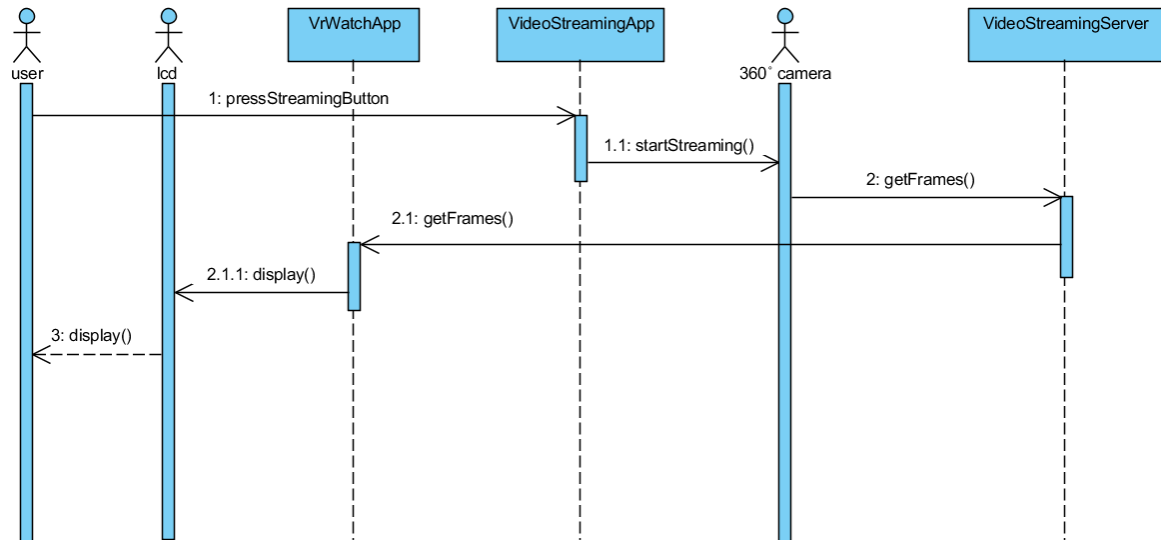 VrWatchApp
VideoStreamingApp
VideoStreamingServer
user
lcd
360° camera
1: pressStreamingButton
1.1: startStreaming()
2: getFrames()
2.1: getFrames()
2.1.1: display()
3: display()